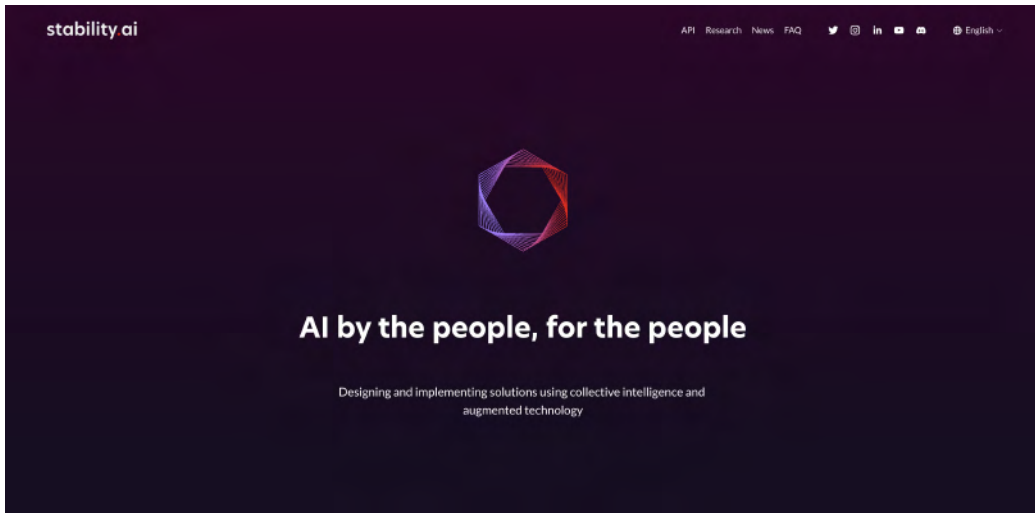 stability.ai
API Research News FAQ English
AI by the people, for the people
Designing and implementing solutions using collective intelligence and
augmented technology